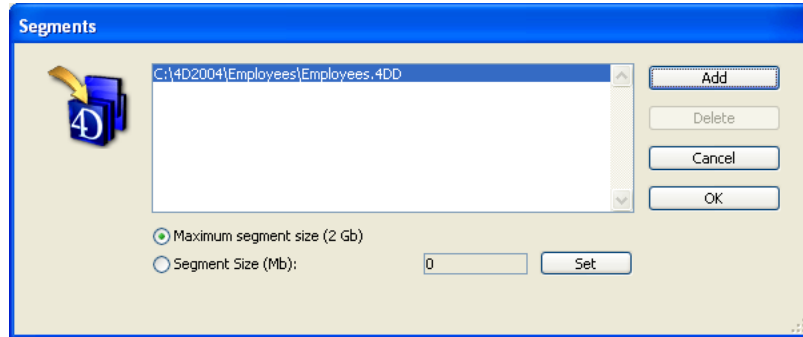 Segments
C:\4D2004\Employees\Employees.4DD
Add
Delete
Cancel
OK
4D
Maximum segment size (2 Gb)
Segment Size (Mb):
0
Set